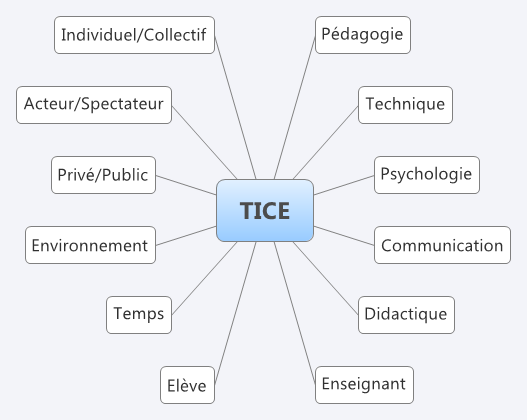 Individuel/Collectif
Pédagogie
Acteur/Spectateur
Technique
Privé/Public
Psychologie
TICE
Environnement
Communication
Temps
Didactique
Elève
Enseignant